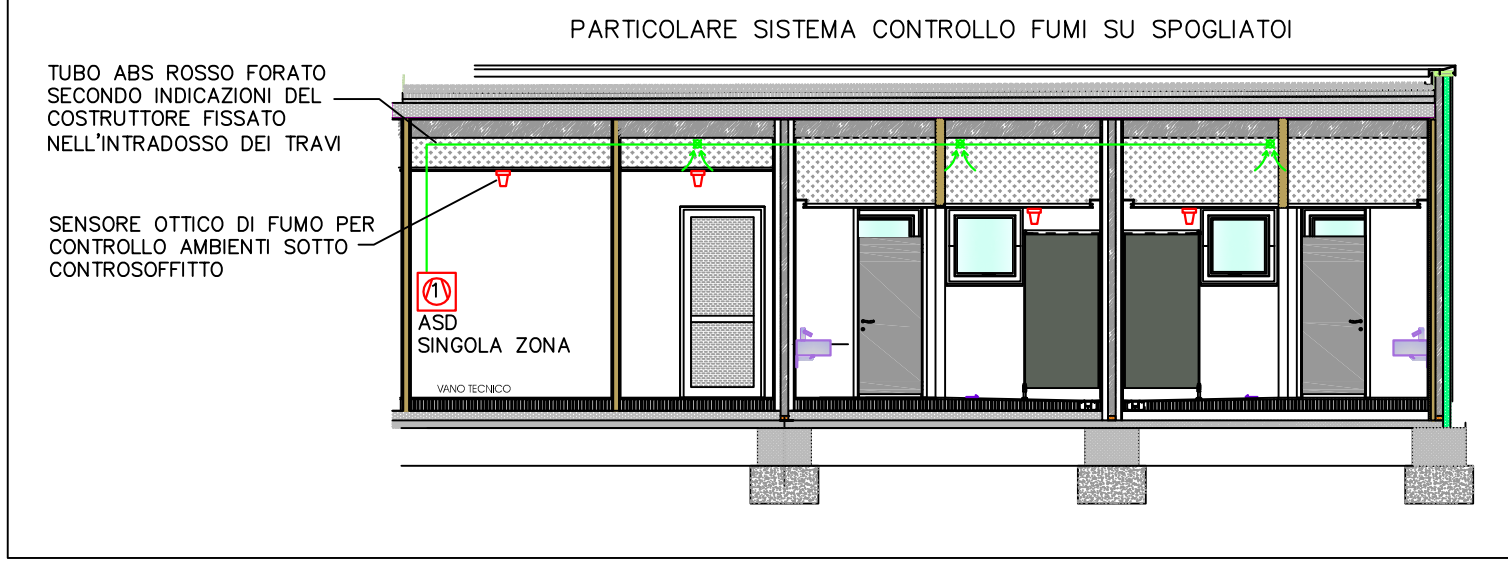 PARTICOLARE SISTEMA CONTROLLO FUMI SU SPOGLIATOI
TUBO ABS ROSSO FORATO
SECONDO INDICAZIONI DEL
COSTRUTTORE FISSATO
NELL'INTRADOSSO DEI TRAVI
SENSORE OTTICO DI FUMO PER
CONTROLLO AMBIENTI SOTTO
CONTROSOFFITTO
1
ASD
SINGOLA ZONA
VANO TECNICO